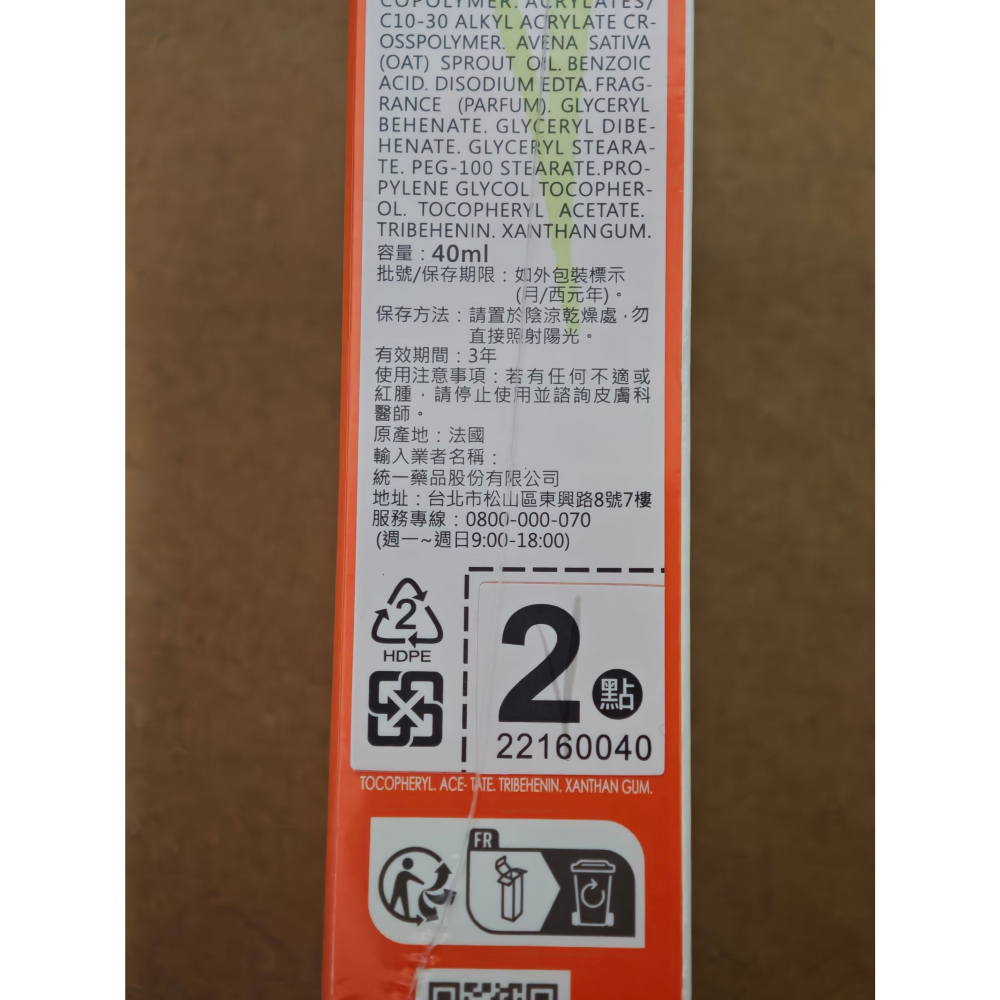 COPOLYMER. ACRYLATES/
C10-30 ALKYL ACRYLATE CR-
OSSPOLYMER. AVENA SATIVA
(OAT) SPROUT OIL. BENZOIC
ACID. DISODIUM EDTA. FRAG-
RANCE (PARFUM). GLYCERYL
BEHENATE. GLYCERYL DIBE-
HENATE. GLYCERYL STEARA-
TE. PEG-100 STEARATE.PRO-
PYLENE GLYCOL TOCOPHER-
OL. TOCOPHERYL ACETATE.
TRIBEHENIN. XANTHAN GUM.
容量：40ml
批號/保存期限：如外包裝標示
(月/西元年)。
保存方法：請置於陰涼乾燥處，勿
直接照射陽光。
有效期間：3年
使用注意事項：若有任何不適或
紅腫，請停止使用並諮詢皮膚科
醫師。
原產地：法國
輸入業者名稱：
統一藥品股份有限公司
地址：台北市松山區東興路8號7樓
服務專線：0800-000-070
(週一~週日9:00-18:00)
2
HDPE
2點
22160040
TOCOPHERYL. ACE- TATE. TRIBEHENIN. XANTHAN GUM.
FR